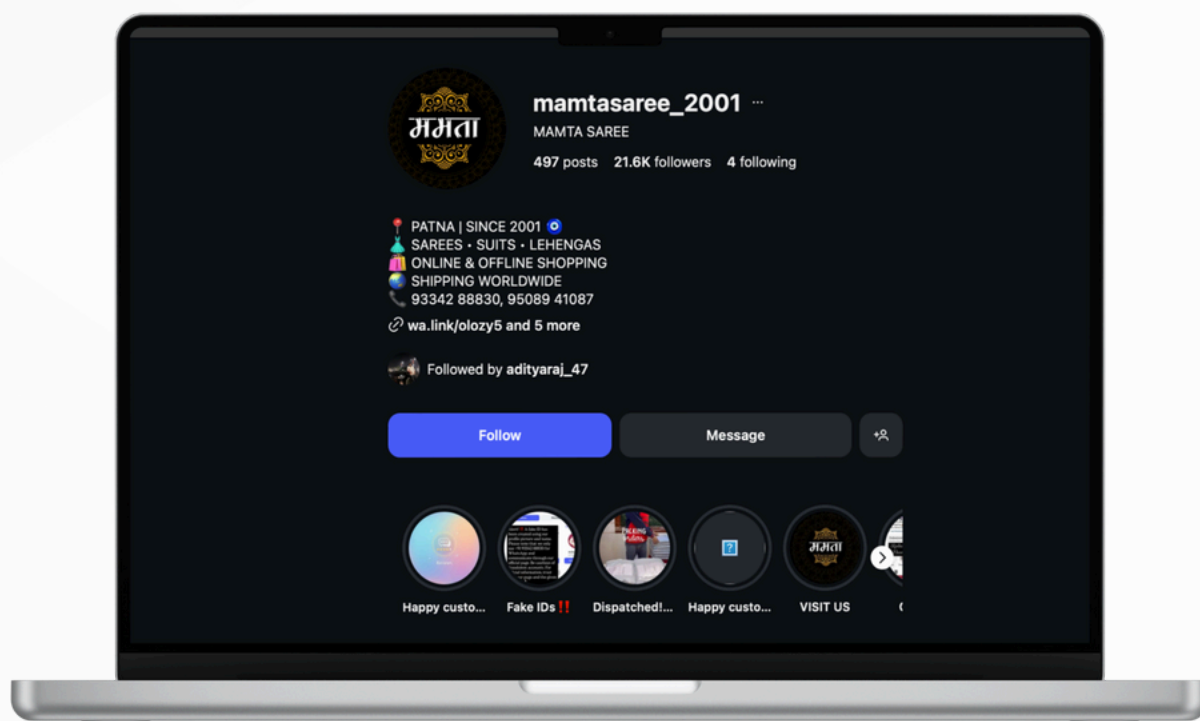 ममता
mamtasaree_2001 ...
MAMTA SAREE
497 posts 21.6K followers 4 following
📍 PATNA | SINCE 2001 🧿
👗 SAREES • SUITS • LEHENGAS
🛍️ ONLINE & OFFLINE SHOPPING
🌏 SHIPPING WORLDWIDE
📞 93342 88830, 95089 41087
wa.link/olozy5 and 5 more
Followed by adityaraj_47
Follow Message
PACKING
ममता
Happy custo... Fake IDs‼️ Dispatched!... Happy custo... VISIT US